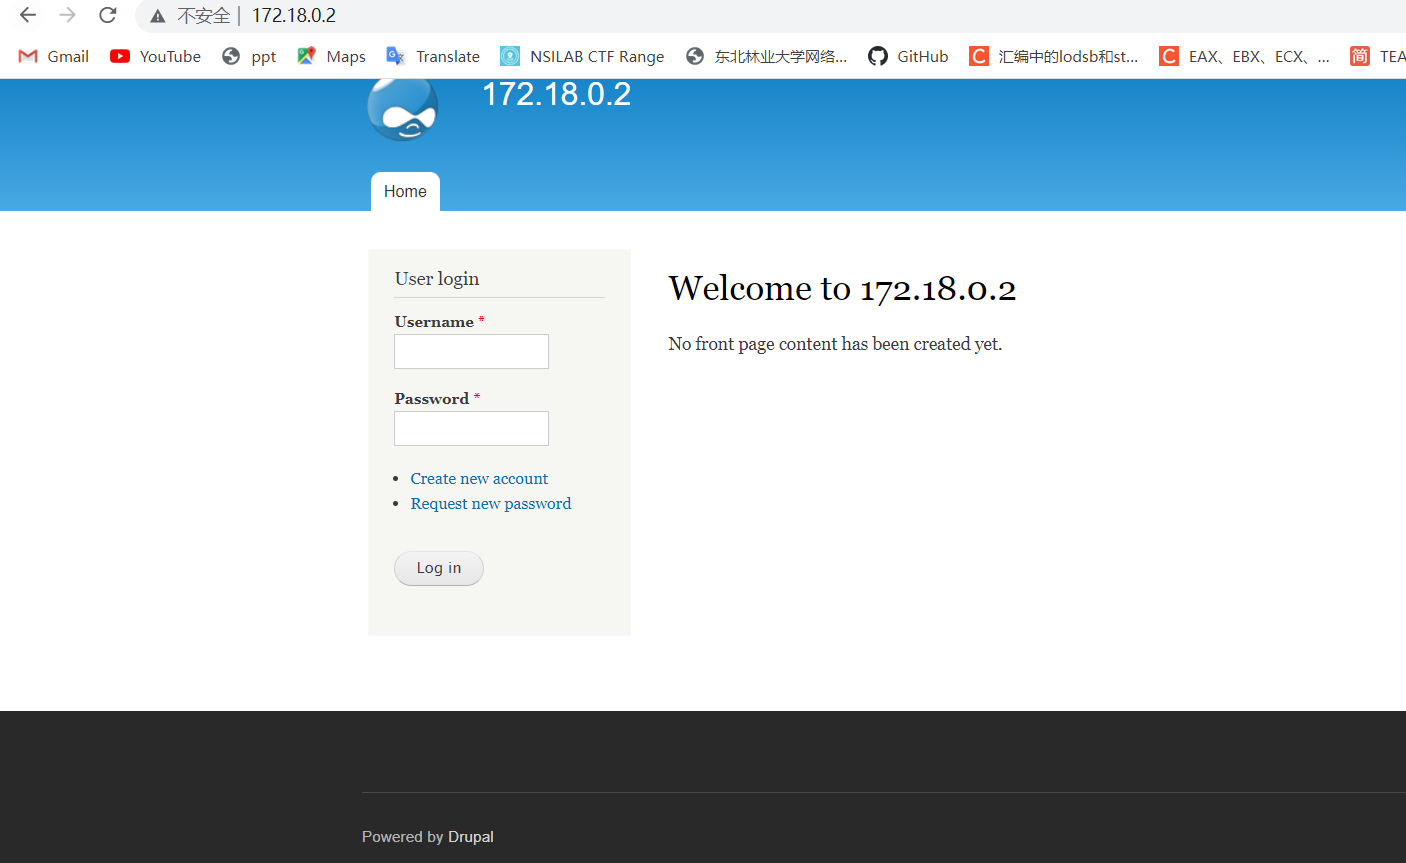 不安全 | 172.18.0.2
Gmail YouTube ppt Maps Translate NSILAB CTF Range 东北林业大学网络... GitHub 汇编中的lodsb和st... EAX、EBX、ECX、... 简 TEA
172.18.0.2
Home
User login
Username *
Password *
Create new account
Request new password
Log in
Welcome to 172.18.0.2
No front page content has been created yet.
Powered by Drupal